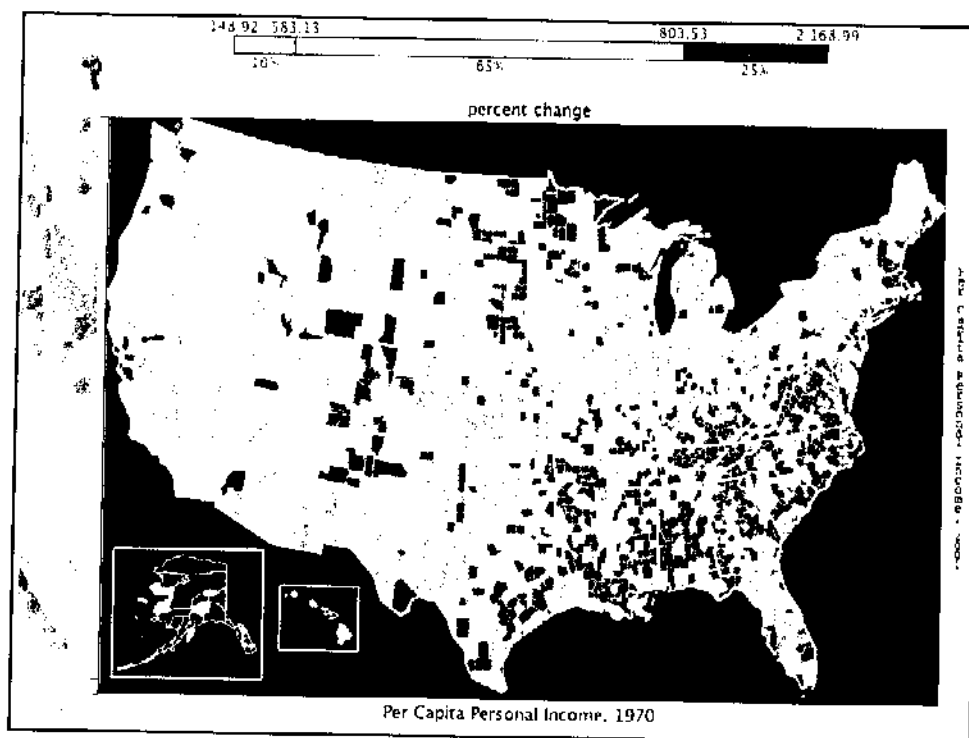 148.92 583.13 803.53 2 168.99
10% 65% 25%
percent change
Per Capita Personal Income, 1970